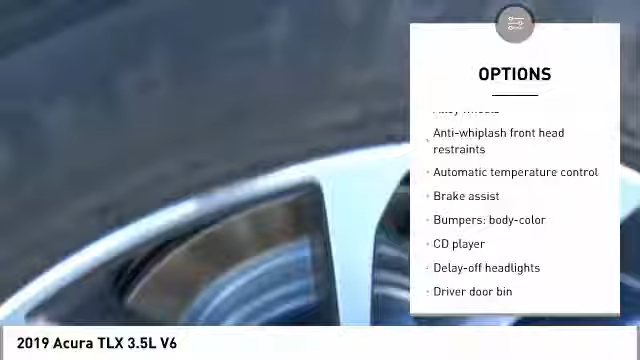 OPTIONS
Anti-whiplash front head
restraints
Automatic temperature control
Brake assist
Bumpers: body-color
CD player
Delay-off headlights
Driver door bin
2019 Acura TLX 3.5L V6